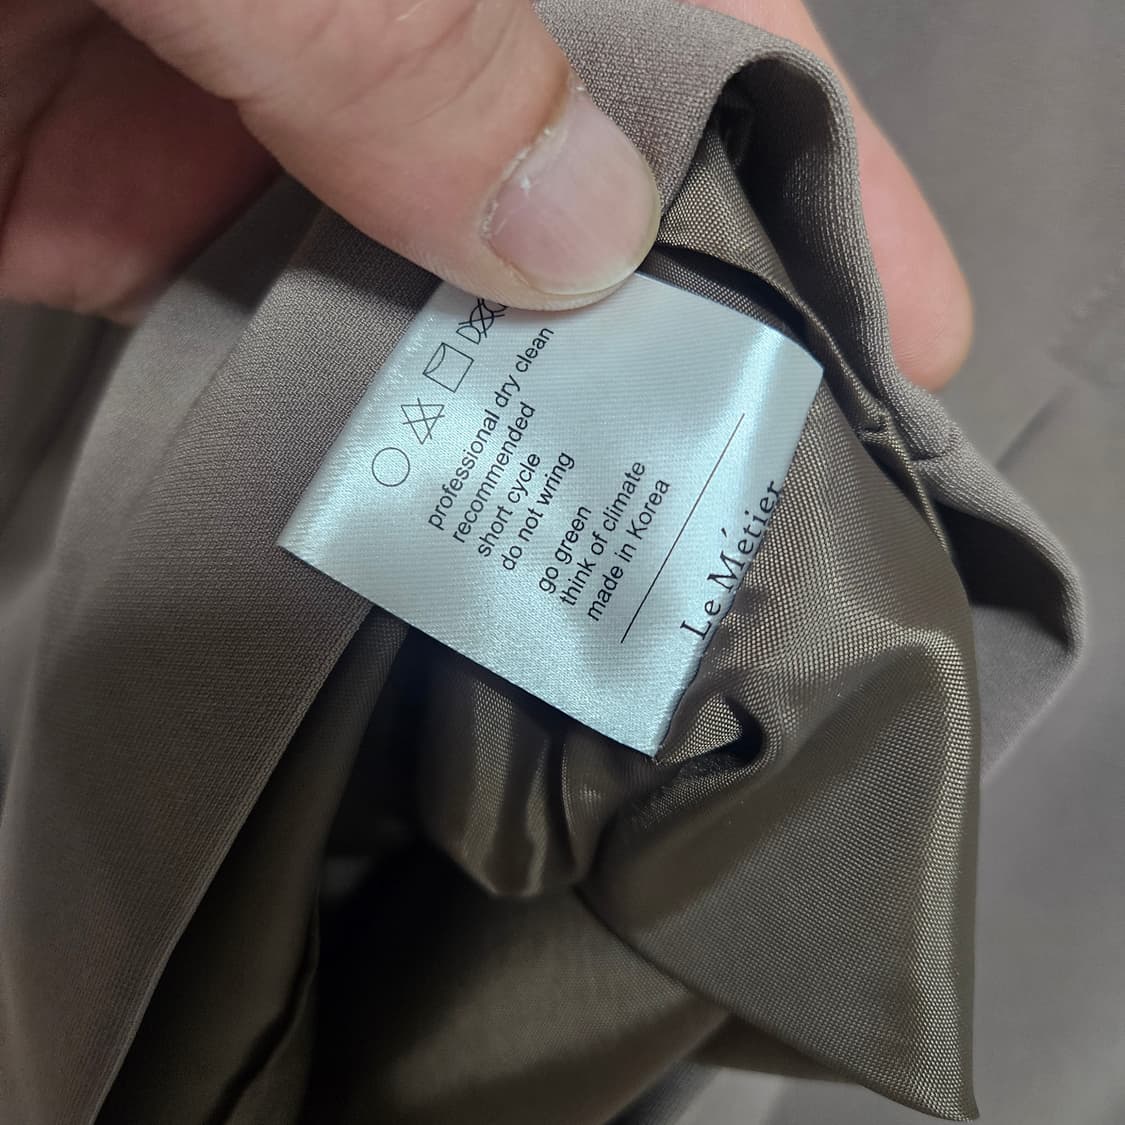 professional dry clean
recommended
short cycle
do not wring
go green
think of climate
made in Korea
Le Métier